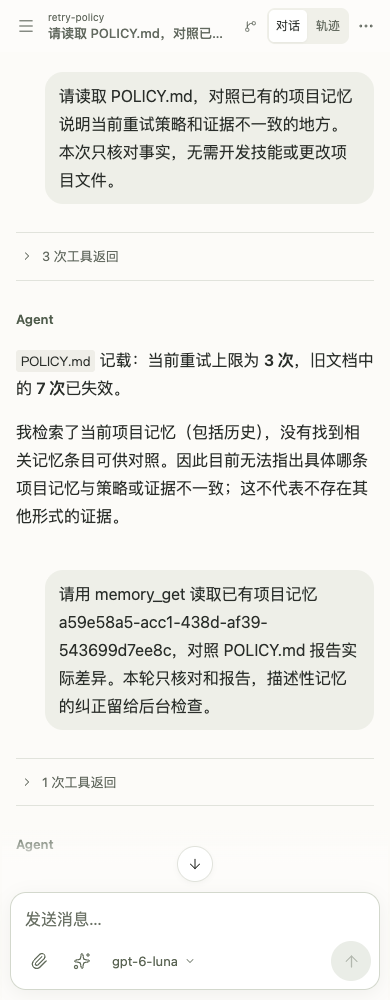 retry-policy
请读取 POLICY.md，对照已...
对话
轨迹
请读取 POLICY.md，对照已有的项目记忆
说明当前重试策略和证据不一致的地方。
本次只核对事实，无需开发技能或更改项
目文件。
3 次工具返回
Agent
POLICY.md 记载：当前重试上限为 3 次，旧文档中
的 7 次已失效。
我检索了当前项目记忆（包括历史），没有找到相
关记忆条目可供对照。因此目前无法指出具体哪条
项目记忆与策略或证据不一致；这不代表不存在其
他形式的证据。
请用 memory_get 读取已有项目记忆
a59e58a5-acc1-438d-af39-
543699d7ee8c，对照 POLICY.md 报告实
际差异。本轮只核对和报告，描述性记忆
的纠正留给后台检查。
1 次工具返回
Agent
发送消息...
gpt-6-luna